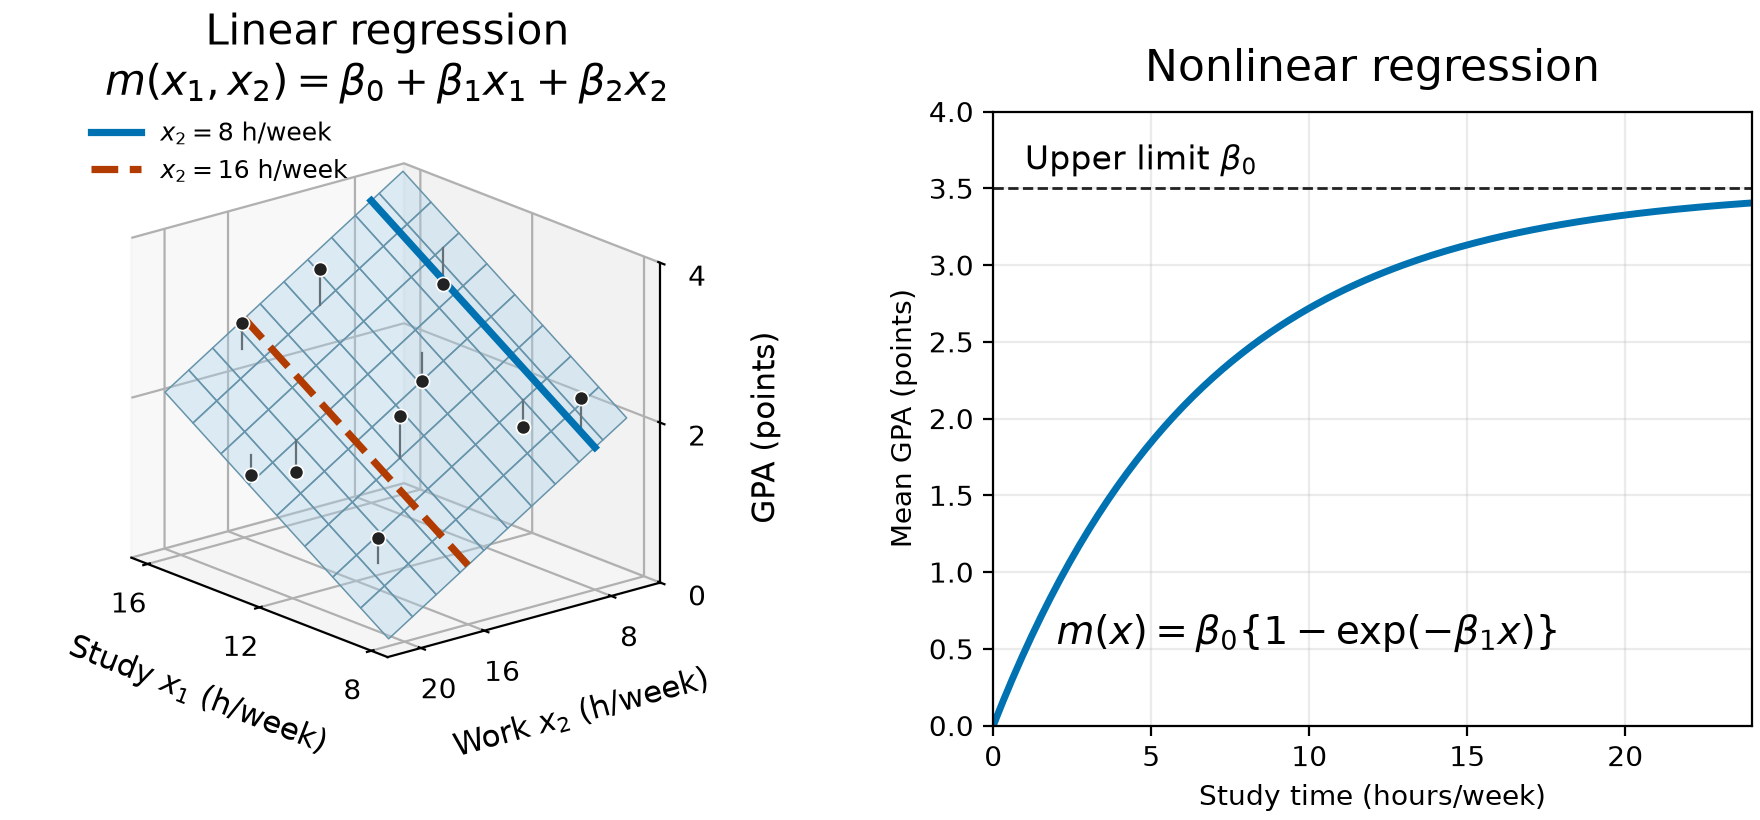 Linear regression
m(x₁, x₂) = β₀ + β₁x₁ + β₂x₂
x₂ = 8 h/week
x₂ = 16 h/week
4
2
0
GPA (points)
16
12
8
Study x₁ (h/week)
20
16
8
Work x₂ (h/week)
Nonlinear regression
4.0
3.5
3.0
2.5
2.0
1.5
1.0
0.5
0.0
Mean GPA (points)
Upper limit β₀
m(x) = β₀{1 − exp(−β₁x)}
0 5 10 15 20
Study time (hours/week)